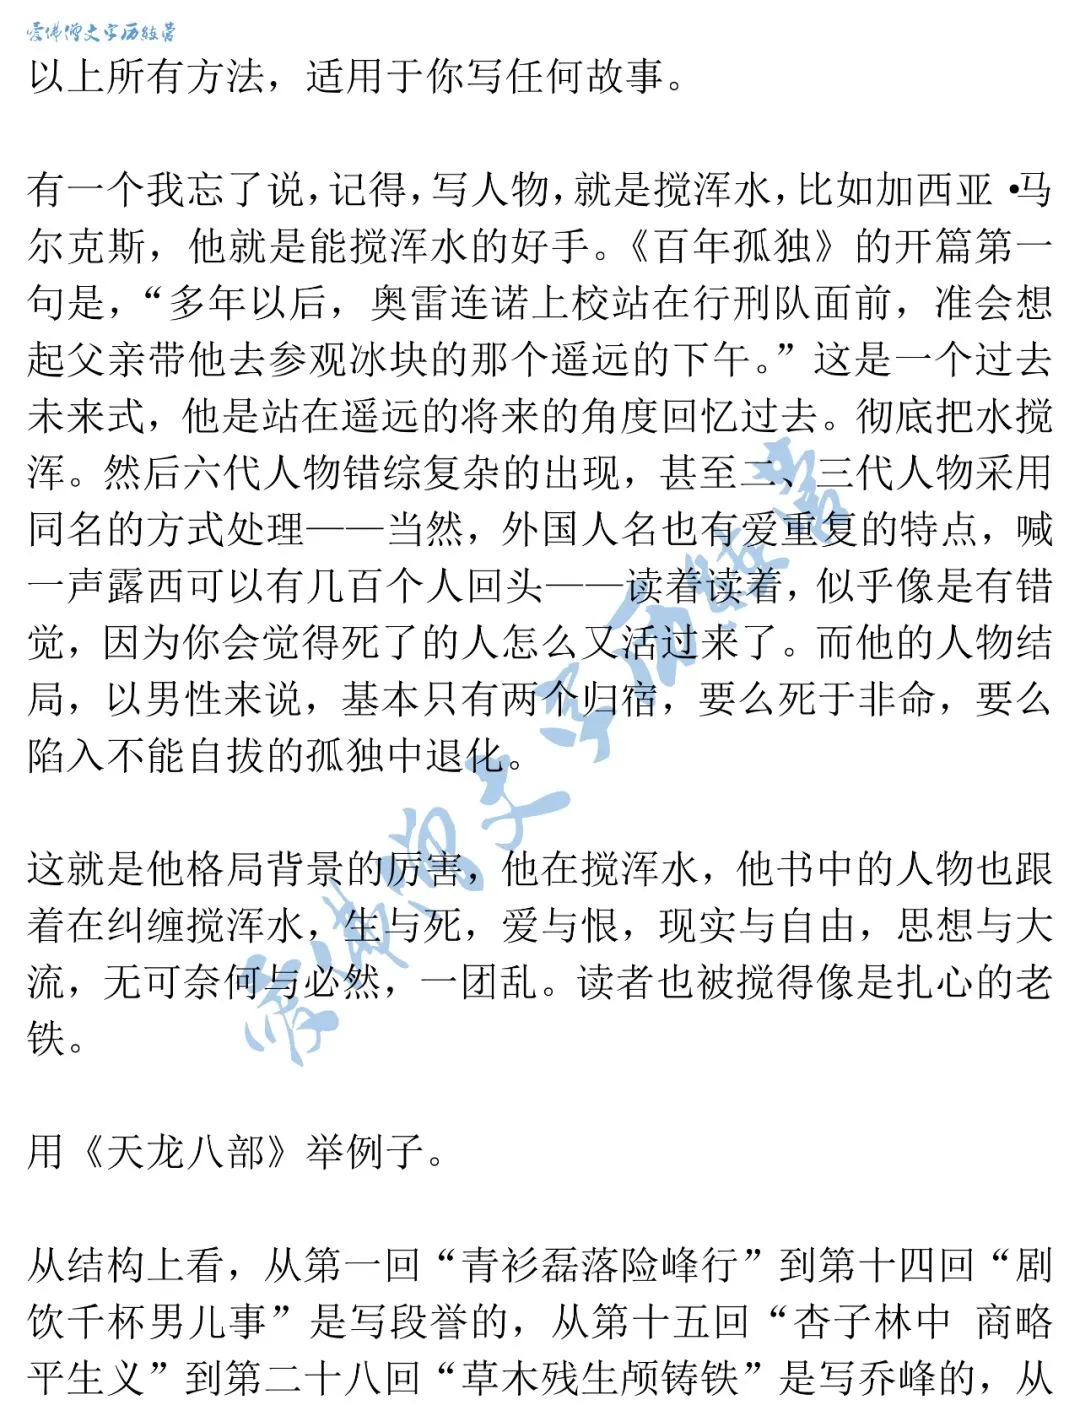 爱佛僧文字历练营
以上所有方法，适用于你写任何故事。
有一个我忘了说，记得，写人物，就是搅浑水，比如加西亚·马
尔克斯，他就是能搅浑水的好手。《百年孤独》的开篇第一
句是，“多年以后，奥雷连诺上校站在行刑队面前，准会想
起父亲带他去参观冰块的那个遥远的下午。”这是一个过去
未来式，他是站在遥远的将来的角度回忆过去。彻底把水搅
浑。然后六代人物错综复杂的出现，甚至二、三代人物采用
同名的方式处理——当然，外国人名也有爱重复的特点，喊
一声露西可以有几百个人回头——读着读着，似乎像是有错
觉，因为你会觉得死了的人怎么又活过来了。而他的人物结
局，以男性来说，基本只有两个归宿，要么死于非命，要么
陷入不能自拔的孤独中退化。
这就是他格局背景的厉害，他在搅浑水，他书中的人物也跟
着在纠缠搅浑水，生与死，爱与恨，现实与自由，思想与大
流，无可奈何与必然，一团乱。读者也被搅得像是扎心的老
铁。
用《天龙八部》举例子。
从结构上看，从第一回“青衫磊落险峰行”到第十四回“剧
饮千杯男儿事”是写段誉的，从第十五回“杏子林中 商略
平生义”到第二十八回“草木残生颅铸铁”是写乔峰的，从
爱佛僧文字历练营